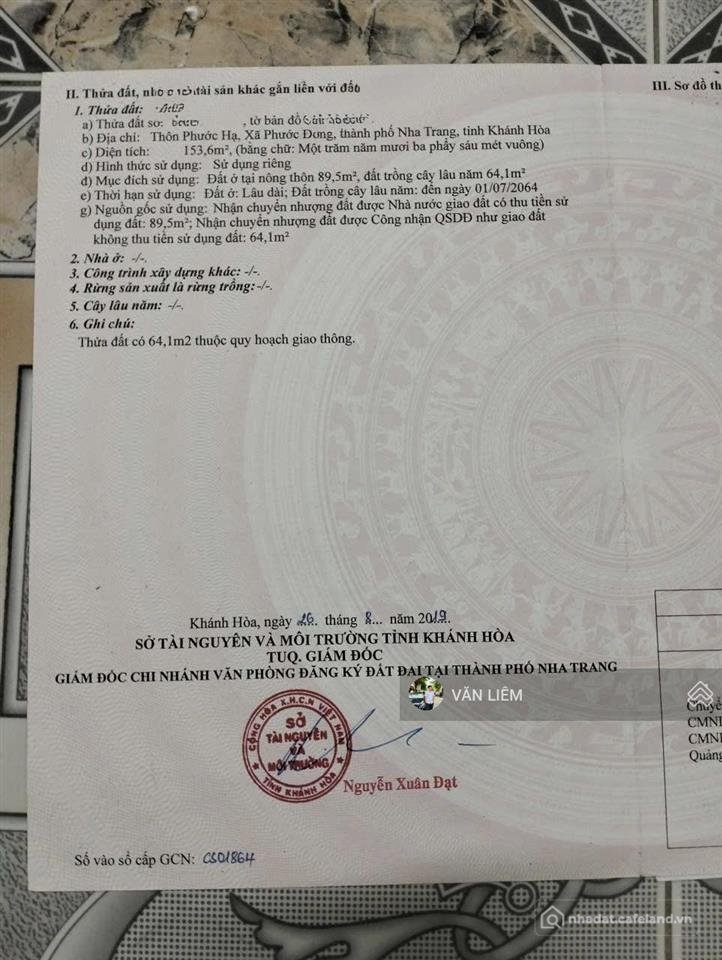 II. Thửa đất, nhà ở và tài sản khác gắn liền với đất
III. Sơ đồ th
1. Thửa đất:
a) Thửa đất số: , tờ bản đồ
b) Địa chỉ: Thôn Phước Hạ, Xã Phước Đồng, thành phố Nha Trang, tỉnh Khánh Hòa
c) Diện tích: 153,6m², (bằng chữ: Một trăm năm mươi ba phẩy sáu mét vuông)
d) Hình thức sử dụng: Sử dụng riêng
đ) Mục đích sử dụng: Đất ở tại nông thôn 89,5m², đất trồng cây lâu năm 64,1m²
e) Thời hạn sử dụng: Đất ở: Lâu dài; Đất trồng cây lâu năm: đến ngày 01/07/2064
g) Nguồn gốc sử dụng: Nhận chuyển nhượng đất được Nhà nước giao đất có thu tiền sử
dụng đất: 89,5m²; Nhận chuyển nhượng đất được Công nhận QSDĐ như giao đất
không thu tiền sử dụng đất: 64,1m²
2. Nhà ở: -/-.
3. Công trình xây dựng khác: -/-.
4. Rừng sản xuất là rừng trồng: -/-.
5. Cây lâu năm: -/-.
6. Ghi chú:
Thửa đất có 64,1m2 thuộc quy hoạch giao thông.
Khánh Hòa, ngày 26. tháng 8... năm 2019.
SỞ TÀI NGUYÊN VÀ MÔI TRƯỜNG TỈNH KHÁNH HÒA
TUQ. GIÁM ĐỐC
GIÁM ĐỐC CHI NHÁNH VĂN PHÒNG ĐĂNG KÝ ĐẤT ĐAI TẠI THÀNH PHỐ NHA TRANG
VĂN LIÊM
CỘNG HÒA X.H.C.N VIỆT NAM
SỞ
TÀI NGUYÊN
VÀ
MÔI TRƯỜNG
TỈNH KHÁNH HÒA
Nguyễn Xuân Đạt
Chuyể
CMN
CMN
Quảng
Số vào sổ cấp GCN: CS01864
nhadat.cafeland.vn